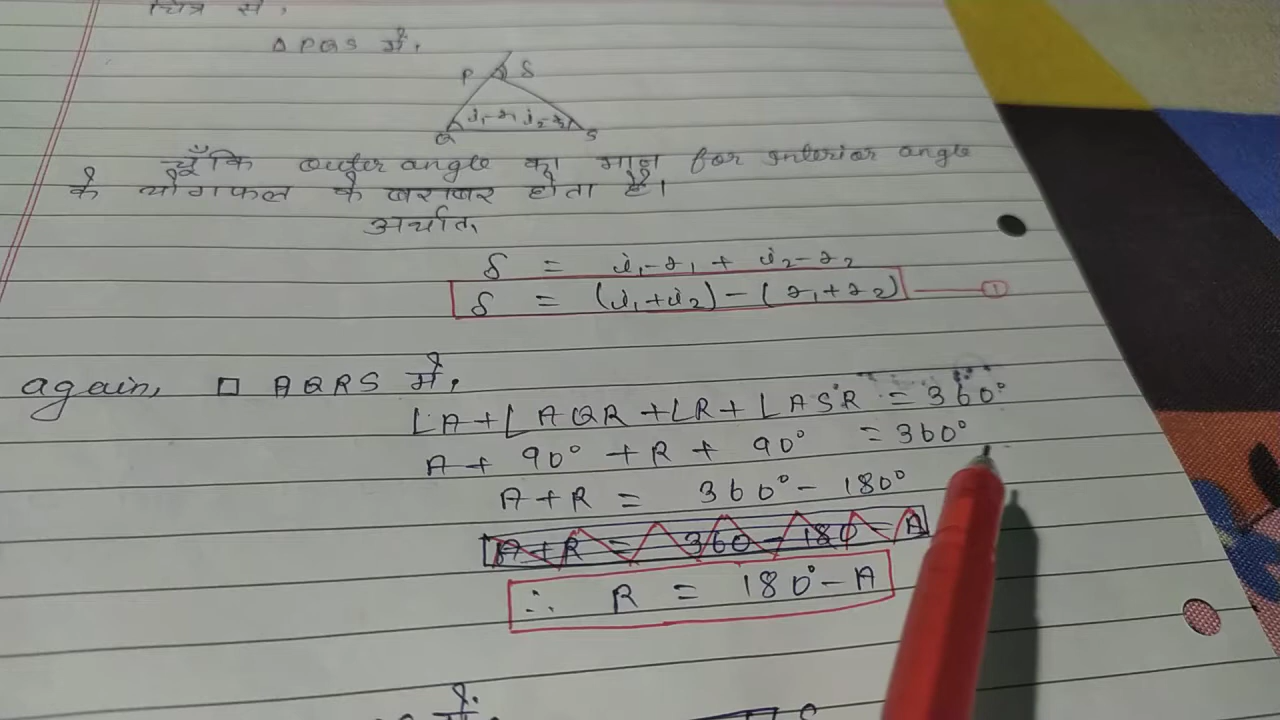 चित्र से,
△ PQS में,
P δ
i₁-r₁ i₂-r₂
Q S
चूँकि outer angle का मान for interior angle
के योगफल के बराबर होता है।
अर्थात्
δ = i₁-r₁ + i₂-r₂
δ = (i₁+i₂)-(r₁+r₂) ①
again, □ AQRS में,
∠A+∠AQR+∠R+∠ASR = 360°
A + 90° + R + 90° = 360°
A+R = 360°-180°
A+R = 360-180-A
∴ R = 180°-A